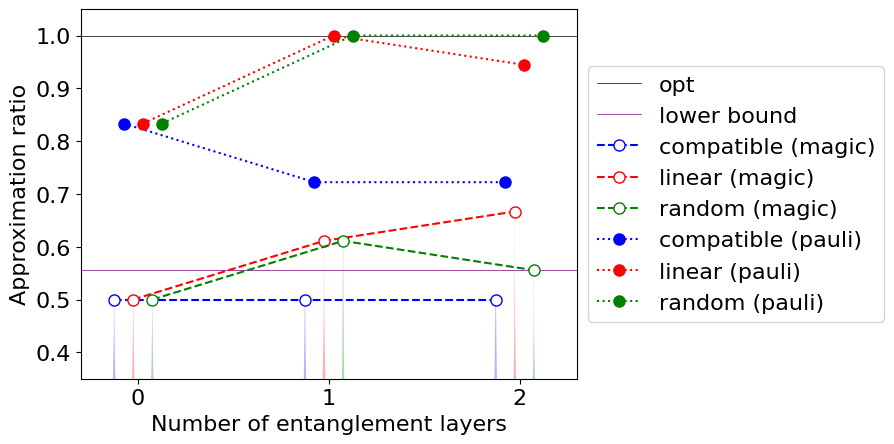 Approximation ratio
1.0
0.9
0.8
0.7
0.6
0.5
0.4
0
1
2
Number of entanglement layers
opt
lower bound
compatible (magic)
linear (magic)
random (magic)
compatible (pauli)
linear (pauli)
random (pauli)